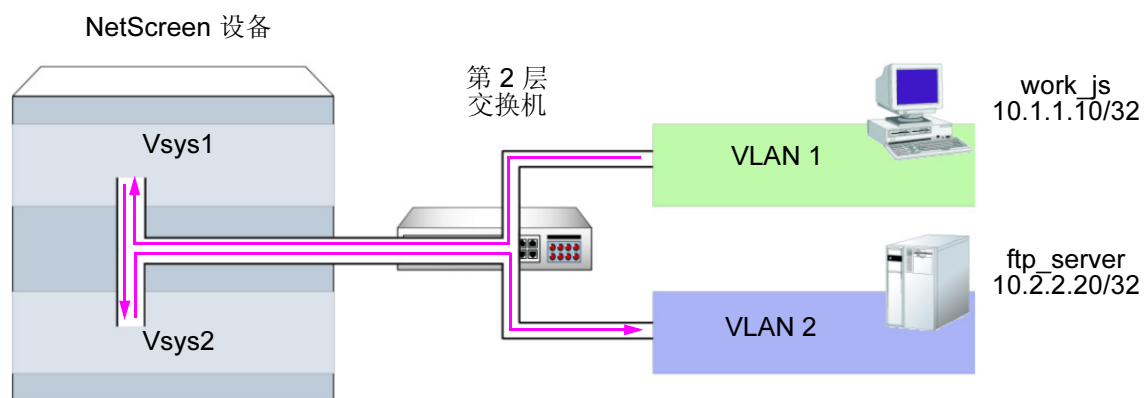 NetScreen 设备
第 2 层
交换机
work_js
10.1.1.10/32
Vsys1
VLAN 1
ftp_server
10.2.2.20/32
VLAN 2
Vsys2